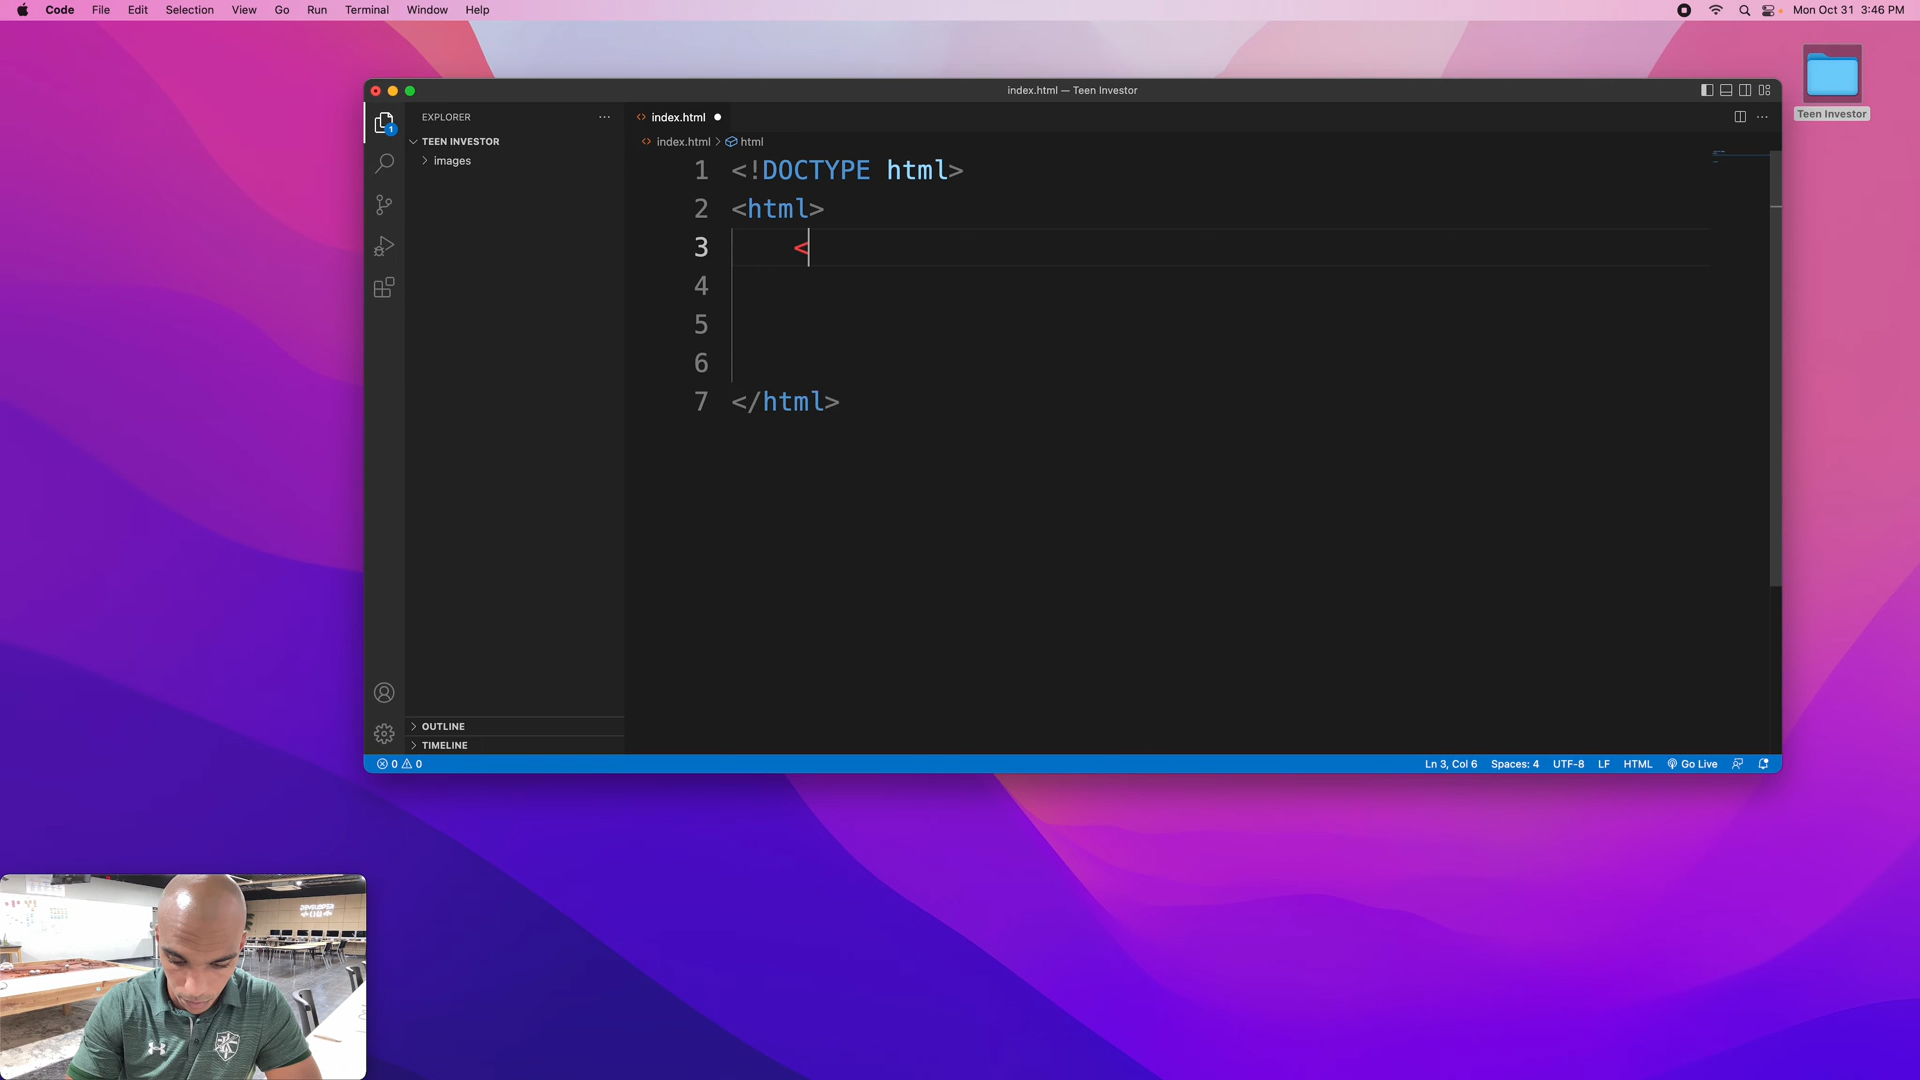 Code File Edit Selection View Go Run Terminal Window Help
Mon Oct 31 3:46 PM
Teen Investor
index.html — Teen Investor
EXPLORER
index.html
TEEN INVESTOR
index.html > html
images
1
1 <!DOCTYPE html>
2 <html>
3 <
4
5
6
7 </html>
OUTLINE
TIMELINE
0 0
Ln 3, Col 6 Spaces: 4 UTF-8 LF HTML Go Live
DEVELOPER
</> {} #